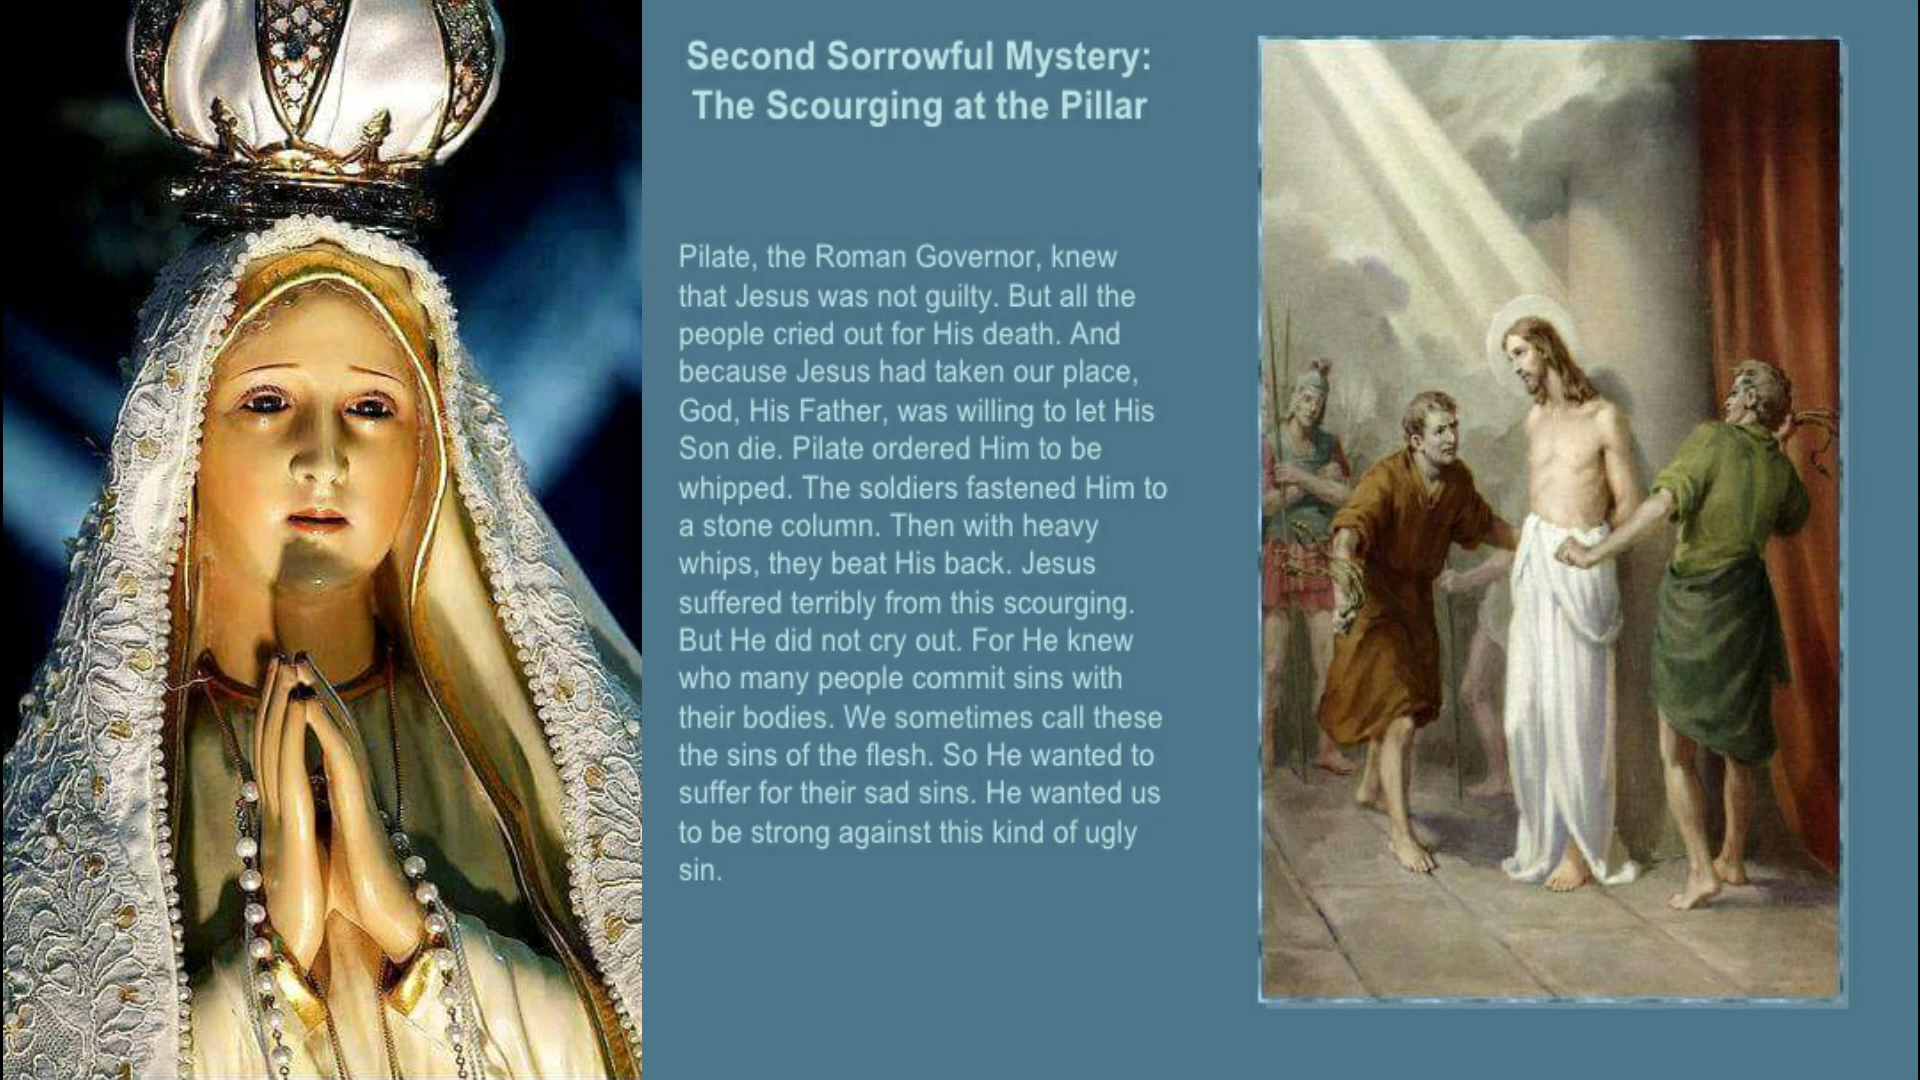 Second Sorrowful Mystery:
The Scourging at the Pillar
Pilate, the Roman Governor, knew
that Jesus was not guilty. But all the
people cried out for His death. And
because Jesus had taken our place,
God, His Father, was willing to let His
Son die. Pilate ordered Him to be
whipped. The soldiers fastened Him to
a stone column. Then with heavy
whips, they beat His back. Jesus
suffered terribly from this scourging.
But He did not cry out. For He knew
who many people commit sins with
their bodies. We sometimes call these
the sins of the flesh. So He wanted to
suffer for their sad sins. He wanted us
to be strong against this kind of ugly
sin.